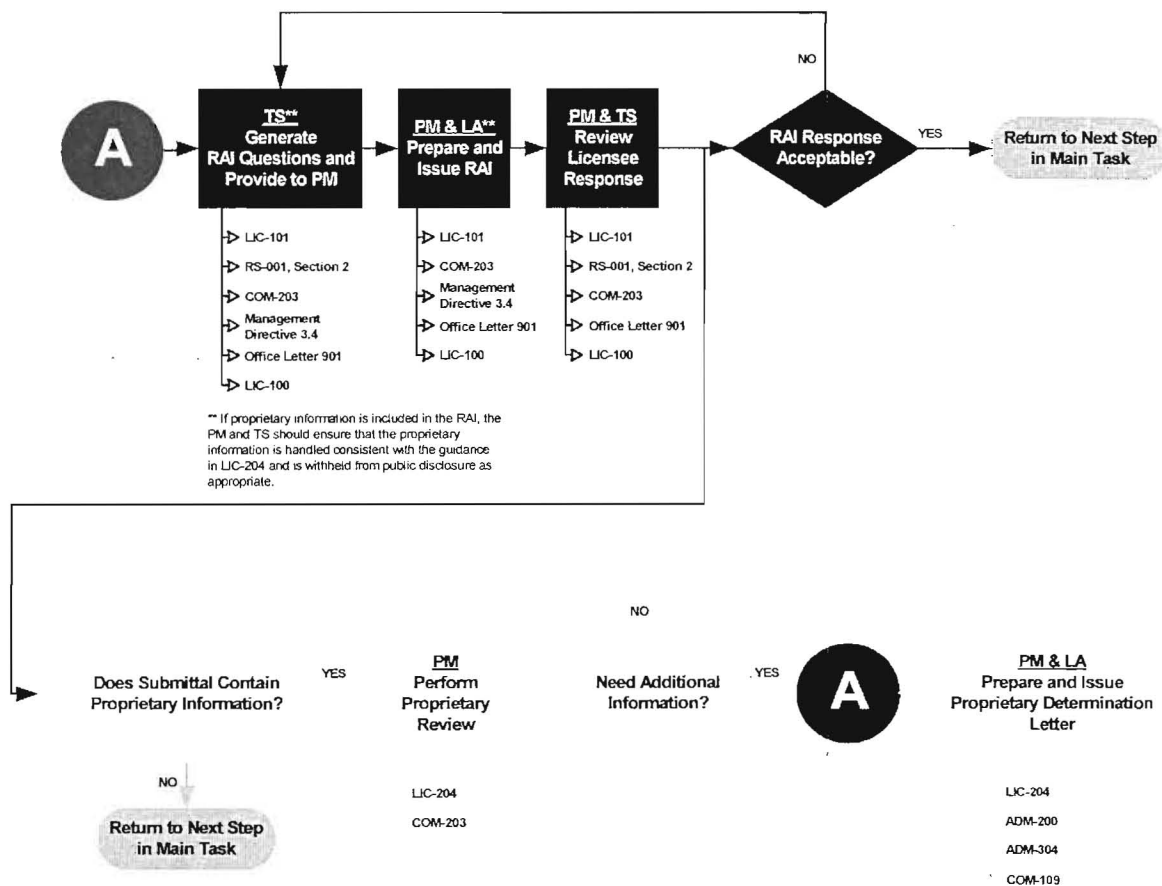 NO
A
TS**
Generate
RAI Questions and
Provide to PM
PM & LA**
Prepare and
Issue RAI
PM & TS
Review
Licensee
Response
RAI Response
Acceptable?
YES
Return to Next Step
in Main Task
LIC-101
RS-001, Section 2
COM-203
Management
Directive 3.4
Office Letter 901
LIC-100
LIC-101
COM-203
Management
Directive 3.4
Office Letter 901
LIC-100
LIC-101
RS-001, Section 2
COM-203
Office Letter 901
LIC-100
** If proprietary information is included in the RAI, the
PM and TS should ensure that the proprietary
information is handled consistent with the guidance
in LIC-204 and is withheld from public disclosure as
appropriate.
Does Submittal Contain
Proprietary Information?
YES
PM
Perform
Proprietary
Review
NO
Need Additional
Information?
YES
A
PM & LA
Prepare and Issue
Proprietary Determination
Letter
NO
Return to Next Step
in Main Task
LIC-204
COM-203
LIC-204
ADM-200
ADM-304
COM-109